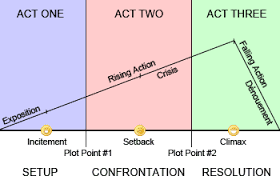 ACT ONE
ACT TWO
ACT THREE
Exposition
Rising Action
Crisis
Falling Action
Dénouement
Incitement
Setback
Climax
Plot Point #1
Plot Point #2
SETUP
CONFRONTATION
RESOLUTION